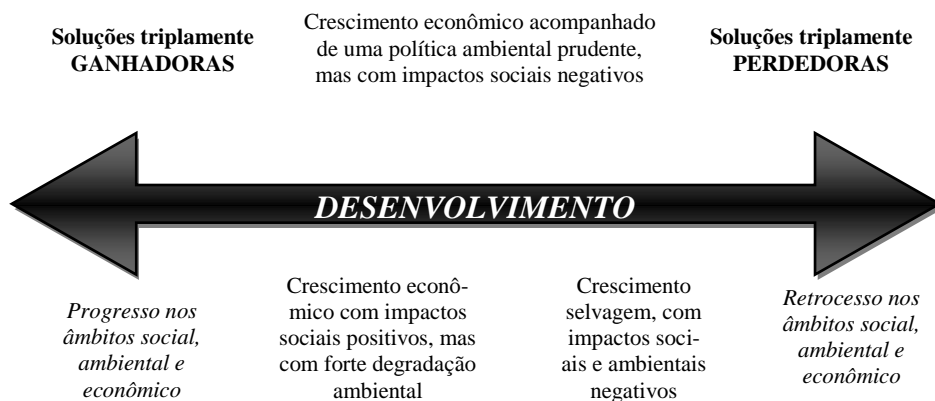 Soluções triplamente
GANHADORAS
Crescimento econômico acompanhado
de uma política ambiental prudente,
mas com impactos sociais negativos
Soluções triplamente
PERDEDORAS
DESENVOLVIMENTO
Progresso nos
âmbitos social,
ambiental e
econômico
Crescimento econô-
mico com impactos
sociais positivos, mas
com forte degradação
ambiental
Crescimento
selvagem, com
impactos soci-
ais e ambientais
negativos
Retrocesso nos
âmbitos social,
ambiental e
econômico